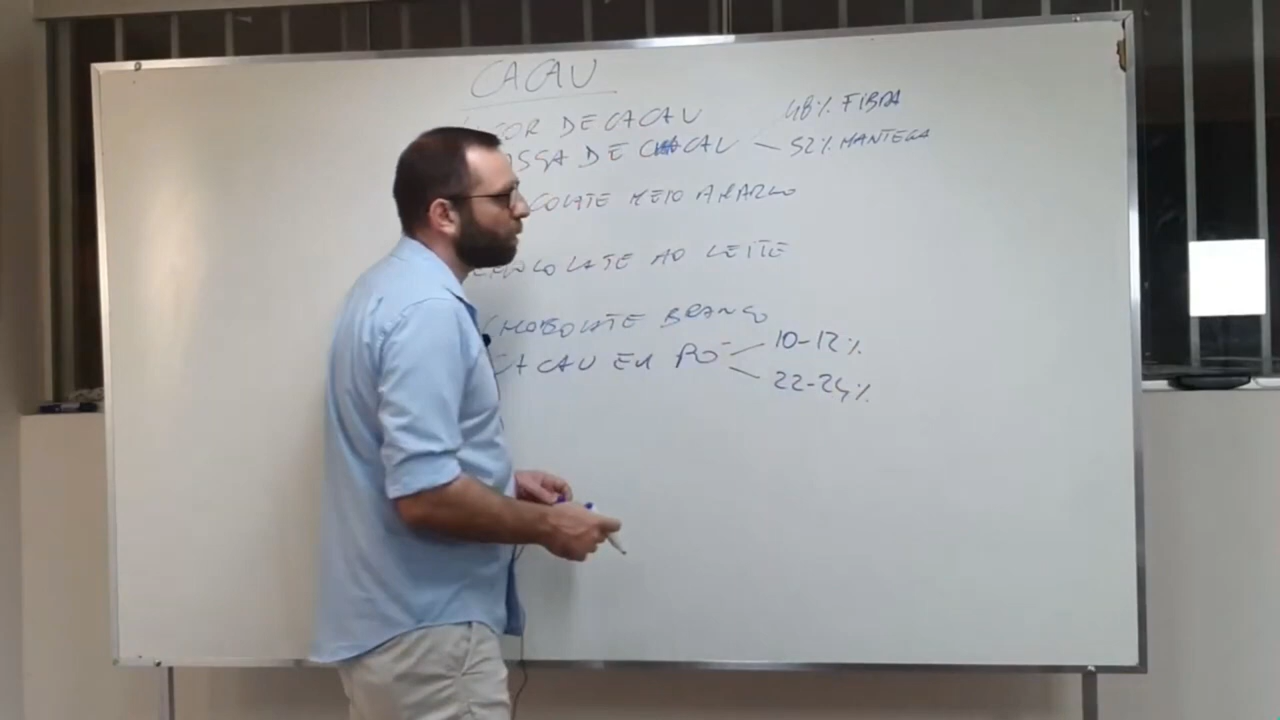 CACAU
COR DE CACAU
48% FIBRA
OSSA DE CACAU
52% MANTEGA
COLATE MEIO AMARGO
CHOCOLATE AO LEITE
CHOCOLATE BRANCO
CACAU EM PÓ
10-12%
22-24%